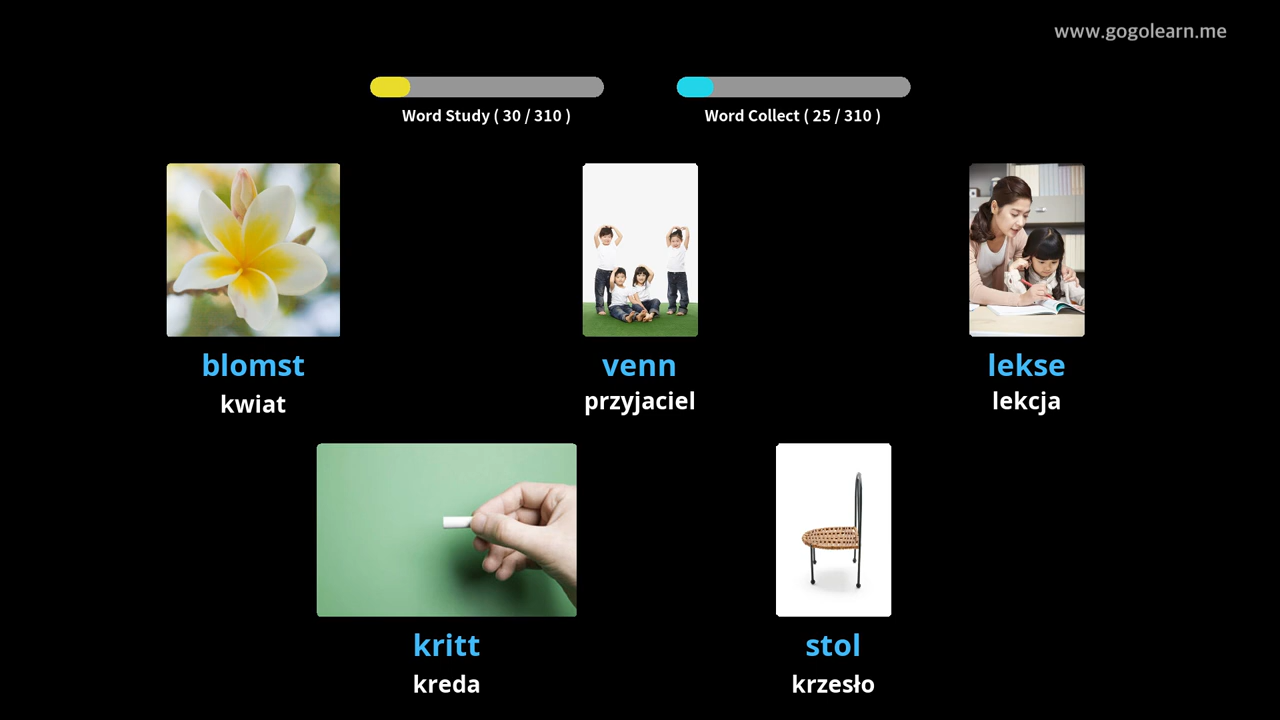 www.gogolearn.me
Word Study ( 30 / 310 )
Word Collect ( 25 / 310 )
blomst
kwiat
venn
przyjaciel
lekse
lekcja
kritt
kreda
stol
krzesło